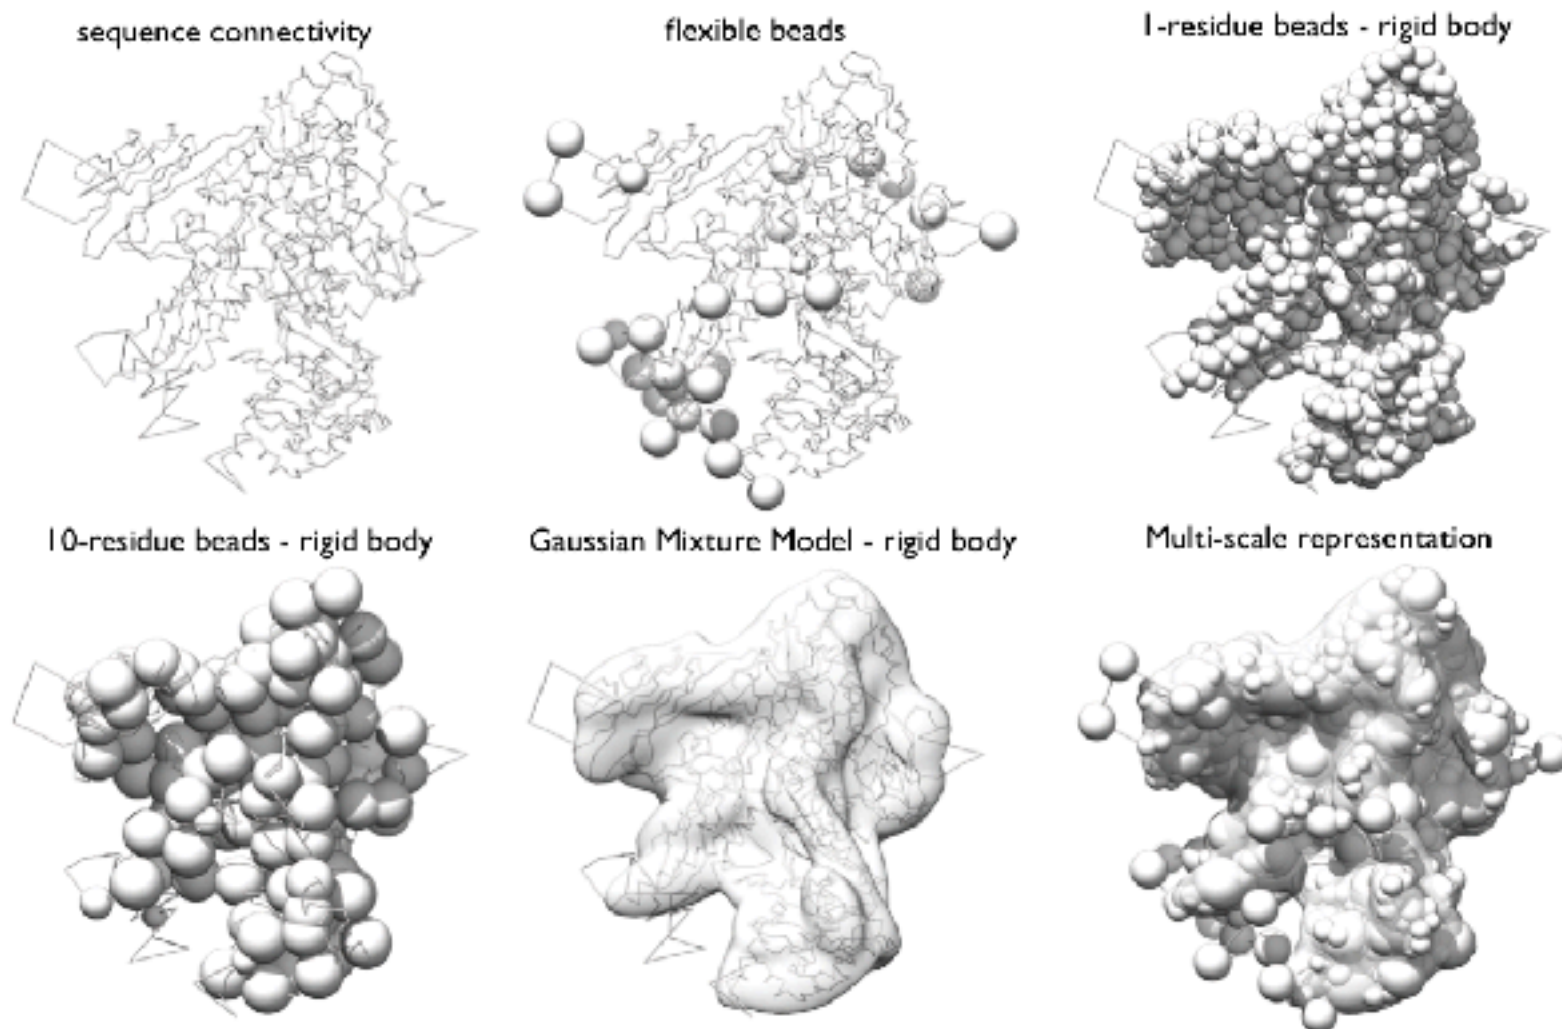 sequence connectivity
flexible beads
1-residue beads - rigid body
10-residue beads - rigid body
Gaussian Mixture Model - rigid body
Multi-scale representation